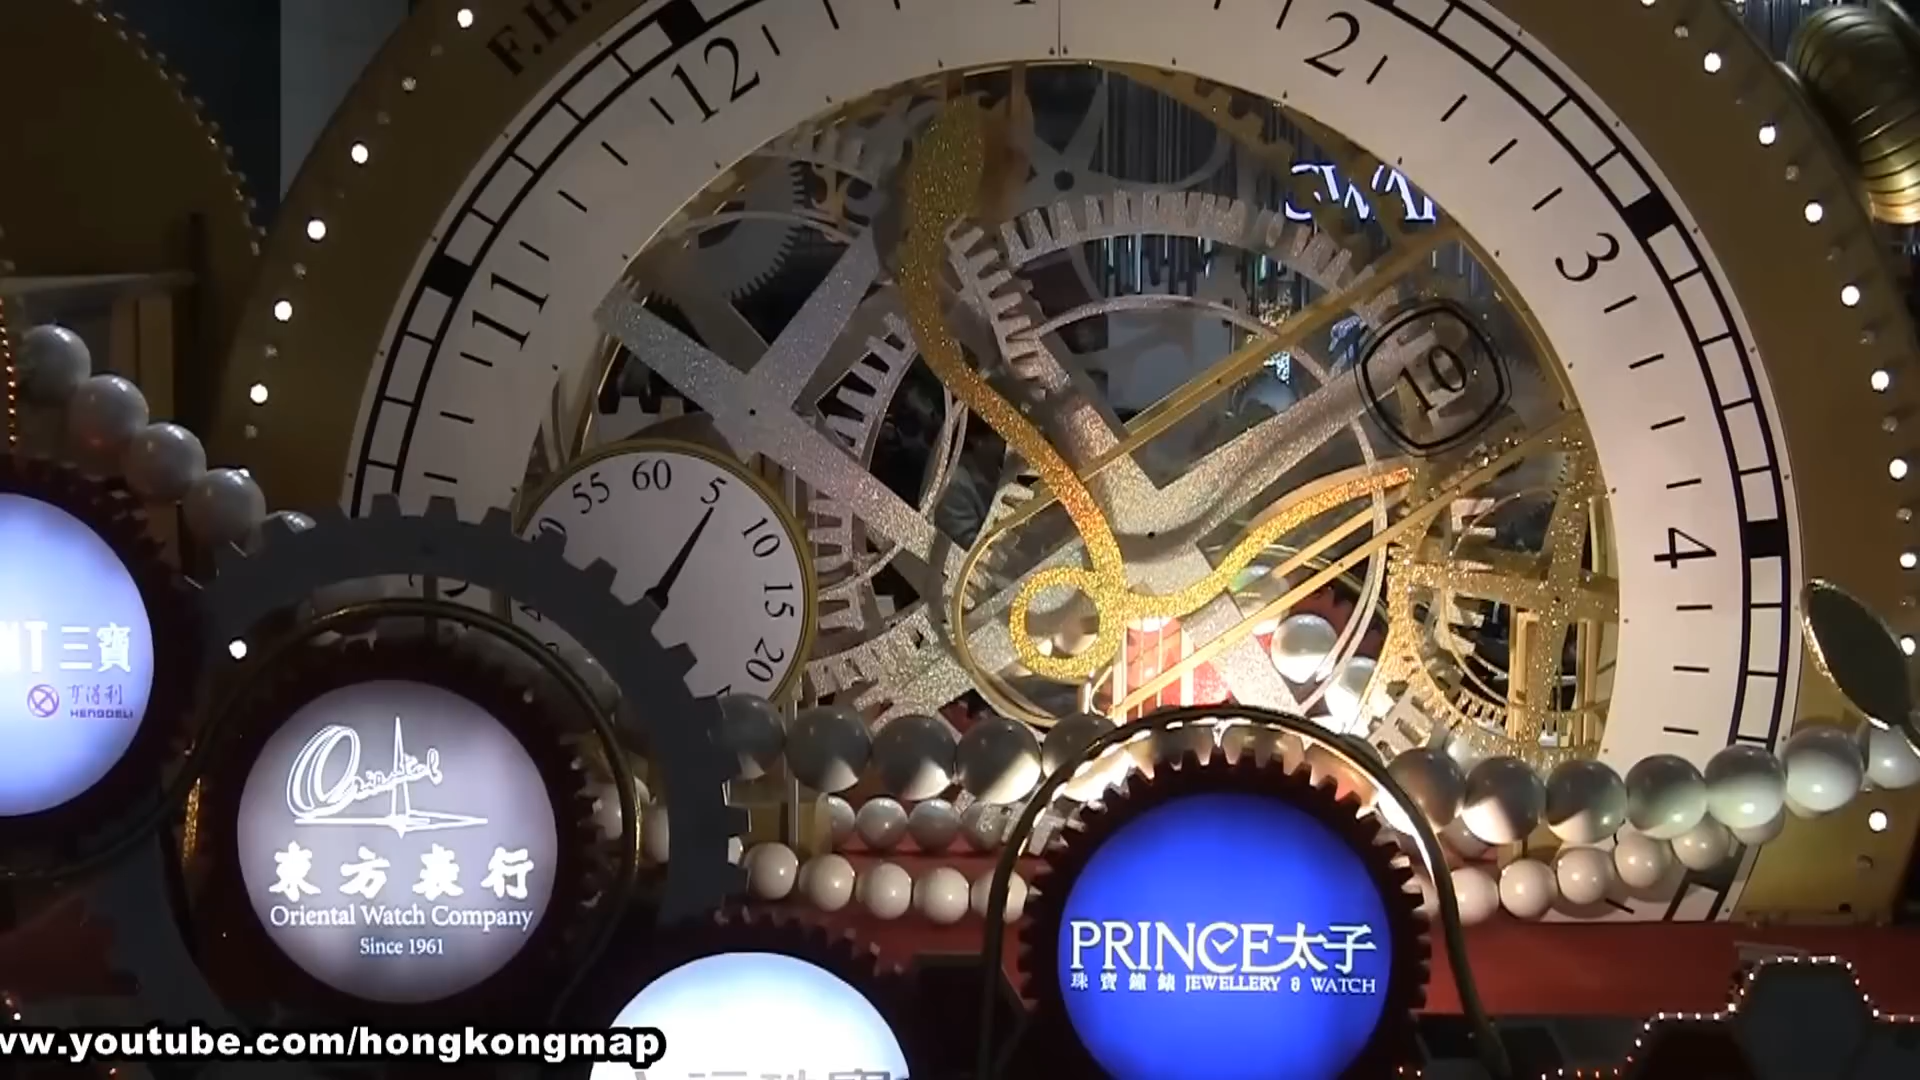 F.H.
12
2
11
3
SWAR
10
4
55
60
5
10
15
20
三寶
亨得利
HENGDELI
Oriental
東方表行
Oriental Watch Company
Since 1961
PRINCE太子
珠寶鐘錶 JEWELLERY & WATCH
www.youtube.com/hongkongmap